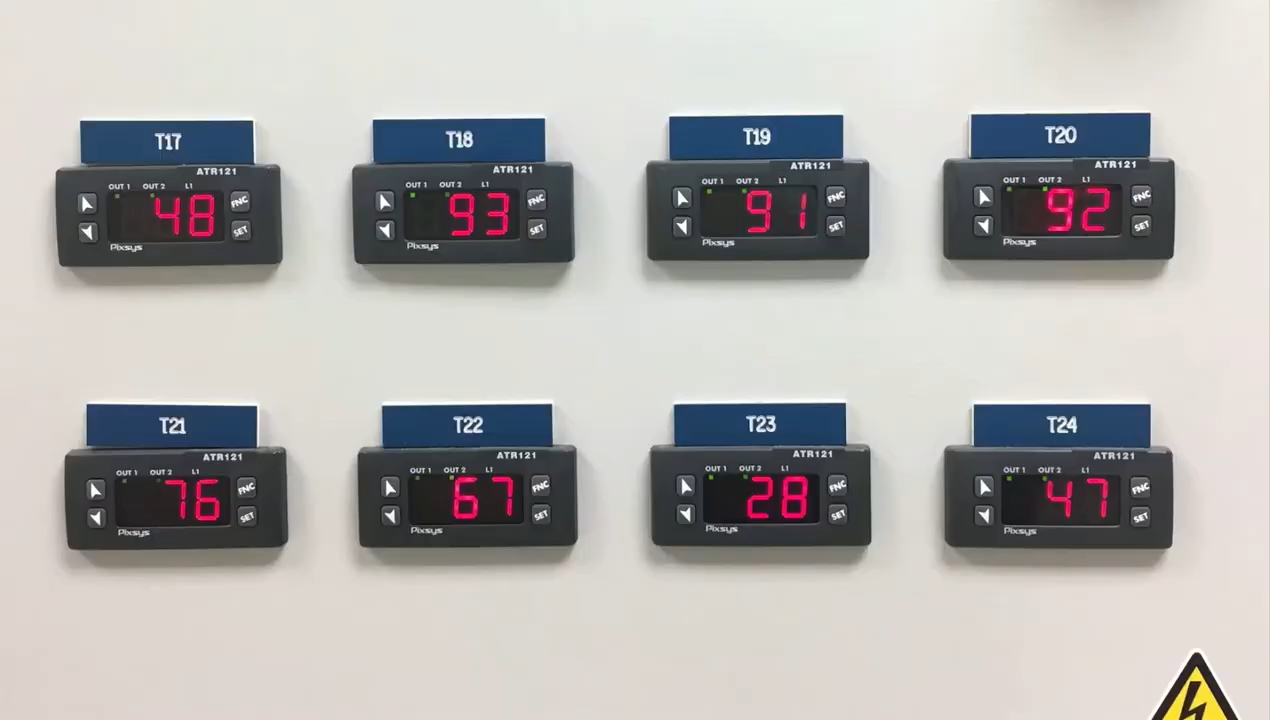 T17
ATR121
OUT 1 OUT 2 L1
48
FNC
SET
Pixsys
T18
ATR121
OUT 1 OUT 2 L1
93
FNC
SET
Pixsys
T19
ATR121
OUT 1 OUT 2 L1
91
FNC
SET
Pixsys
T20
ATR121
OUT 1 OUT 2 L1
92
FNC
SET
Pixsys
T21
ATR121
OUT 1 OUT 2 L1
76
FNC
SET
Pixsys
T22
ATR121
OUT 1 OUT 2 L1
67
FNC
SET
Pixsys
T23
ATR121
OUT 1 OUT 2 L1
28
FNC
SET
Pixsys
T24
ATR121
OUT 1 OUT 2 L1
47
FNC
SET
Pixsys